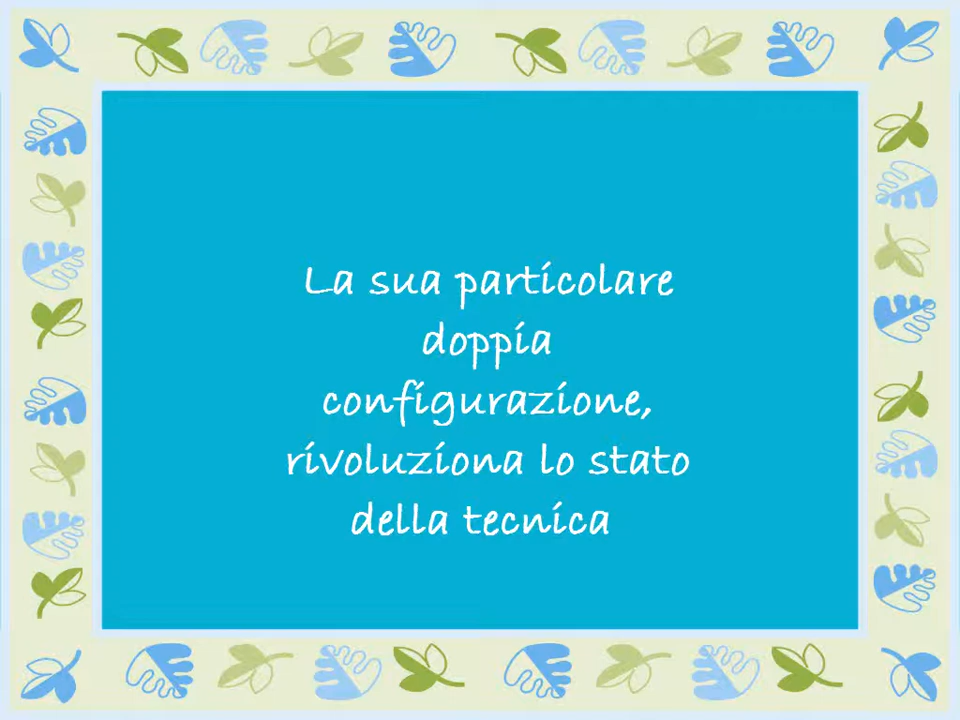 La sua particolare
doppia
configurazione,
rivoluziona lo stato
della tecnica